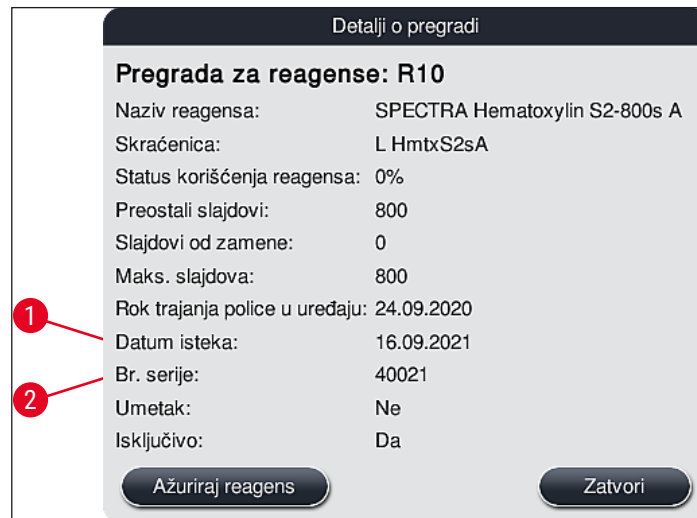 Detalji o pregradi
Pregrada za reagense: R10
Naziv reagensa: SPECTRA Hematoxylin S2-800s A
Skraćenica: L HmtxS2sA
Status korišćenja reagensa: 0%
Preostali slajdovi: 800
Slajdovi od zamene: 0
Maks. slajdova: 800
Rok trajanja police u uređaju: 24.09.2020
1
Datum isteka: 16.09.2021
Br. serije: 40021
2
Umetak: Ne
Isključivo: Da
Ažuriraj reagens Zatvori